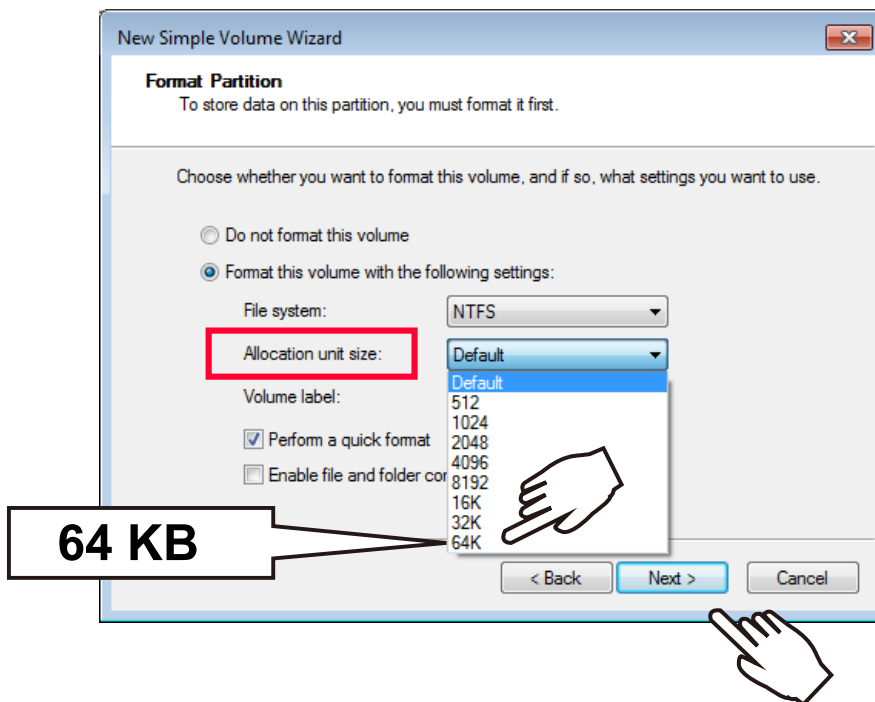 New Simple Volume Wizard
Format Partition
To store data on this partition, you must format it first.
Choose whether you want to format this volume, and if so, what settings you want to use.
Do not format this volume
Format this volume with the following settings:
File system: NTFS
Allocation unit size: Default
Default
Volume label:
512
1024
Perform a quick format
2048
4096
Enable file and folder
8192
16K
32K
64 KB
64K
< Back Next > Cancel